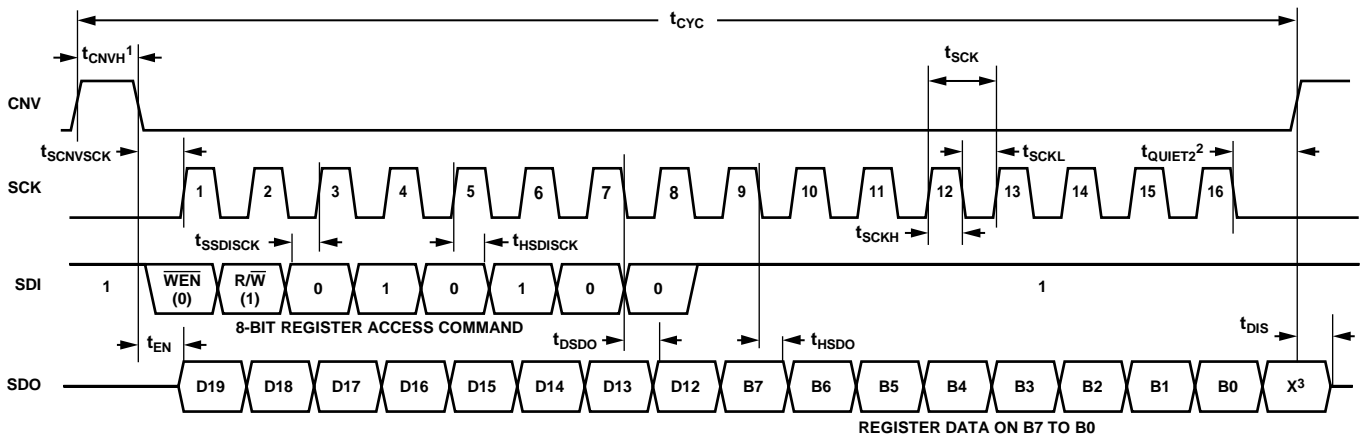 tCYC
tCNVH1
tSCK
CNV
tSCNVSCK
tSCKL
tQUIET22
SCK
1 2 3 4 5 6 7 8 9 10 11 12 13 14 15 16
tSSDISCK
tHSDISCK
tSCKH
SDI
1
WEN (0)
R/W (1)
0 1 0 1 0 0
1
8-BIT REGISTER ACCESS COMMAND
tEN
tDSDO
tHSDO
tDIS
SDO
D19 D18 D17 D16 D15 D14 D13 D12 B7 B6 B5 B4 B3 B2 B1 B0 X3
REGISTER DATA ON B7 TO B0